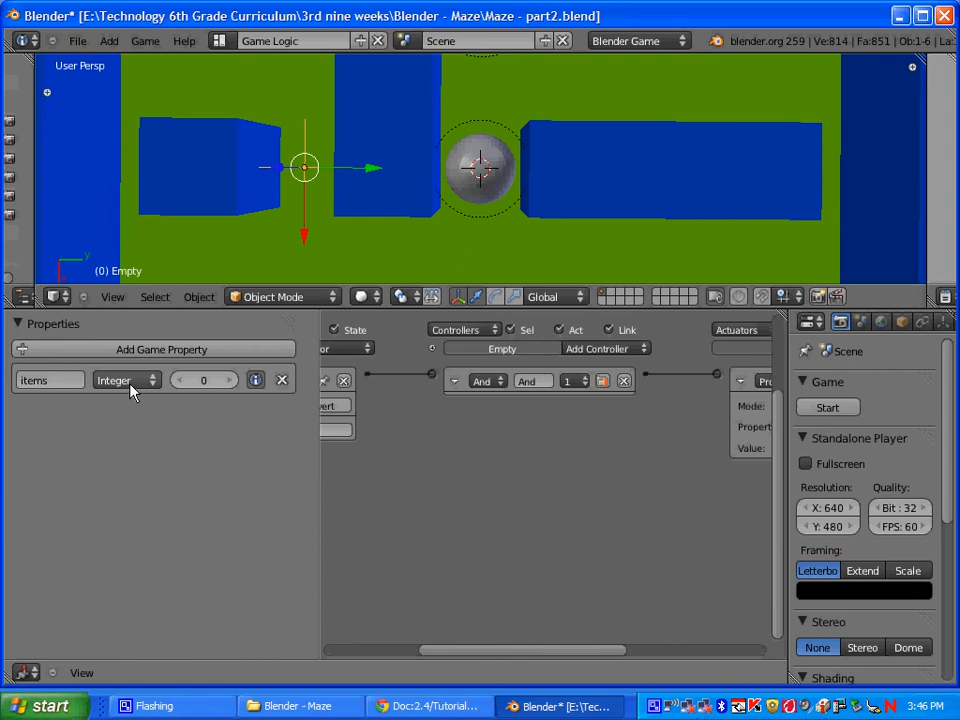 Blender* [E:\Technology 6th Grade Curriculum\3rd nine weeks\Blender - Maze\Maze - part2.blend]
File Add Game Help Game Logic Scene Blender Game blender.org 259 | Ve:814 | Fa:851 | Ob:1-6 | La:
User Persp
y
(0) Empty
View Select Object Object Mode Global
Properties
State Controllers Sel Act Link Actuators
Add Game Property
or Empty Add Controller
Scene
items Integer 0
And And 1 Pro
Game
vert Mode:
Start
Propert
Value:
Standalone Player
Fullscreen
Resolution: Quality:
X: 640 Bit : 32
Y: 480 FPS: 60
Framing:
Letterbo Extend Scale
Stereo
None Stereo Dome
View
Shading
start Flashing Blender - Maze Doc:2.4/Tutorial... Blender* [E:\Tec... 3:46 PM